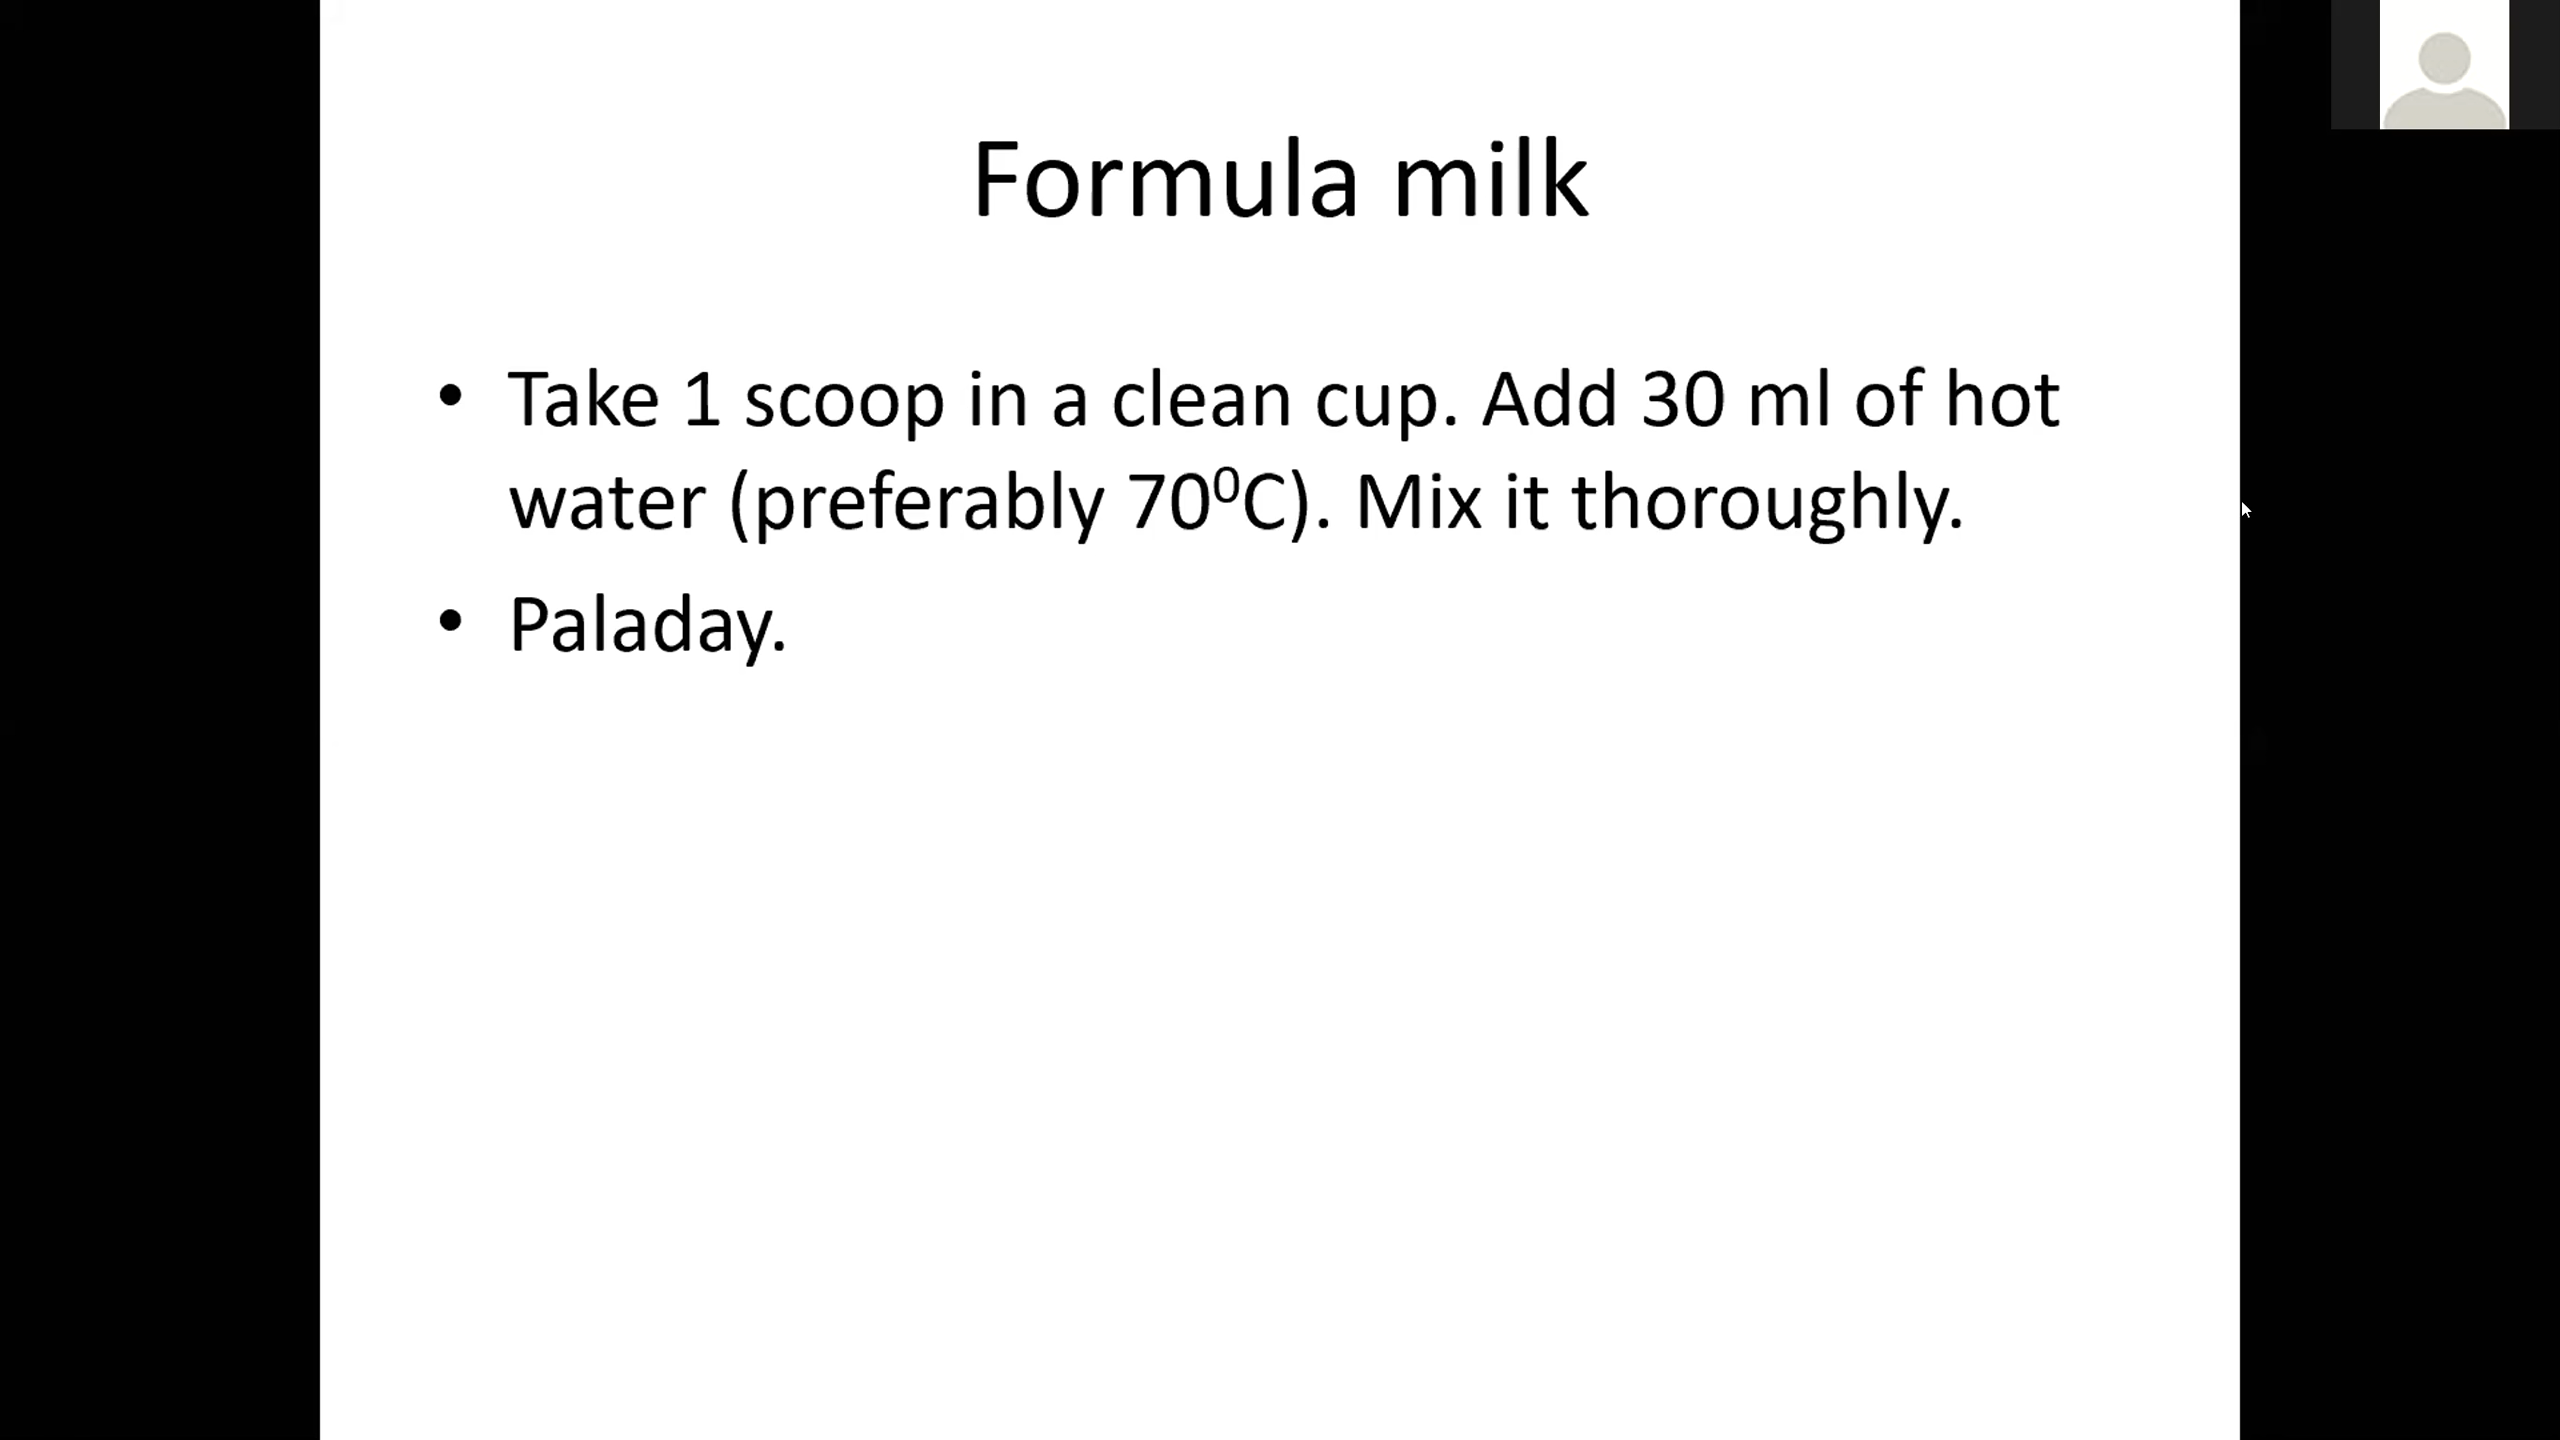 Formula milk
• Take 1 scoop in a clean cup. Add 30 ml of hot
water (preferably 70⁰C). Mix it thoroughly.
• Paladay.